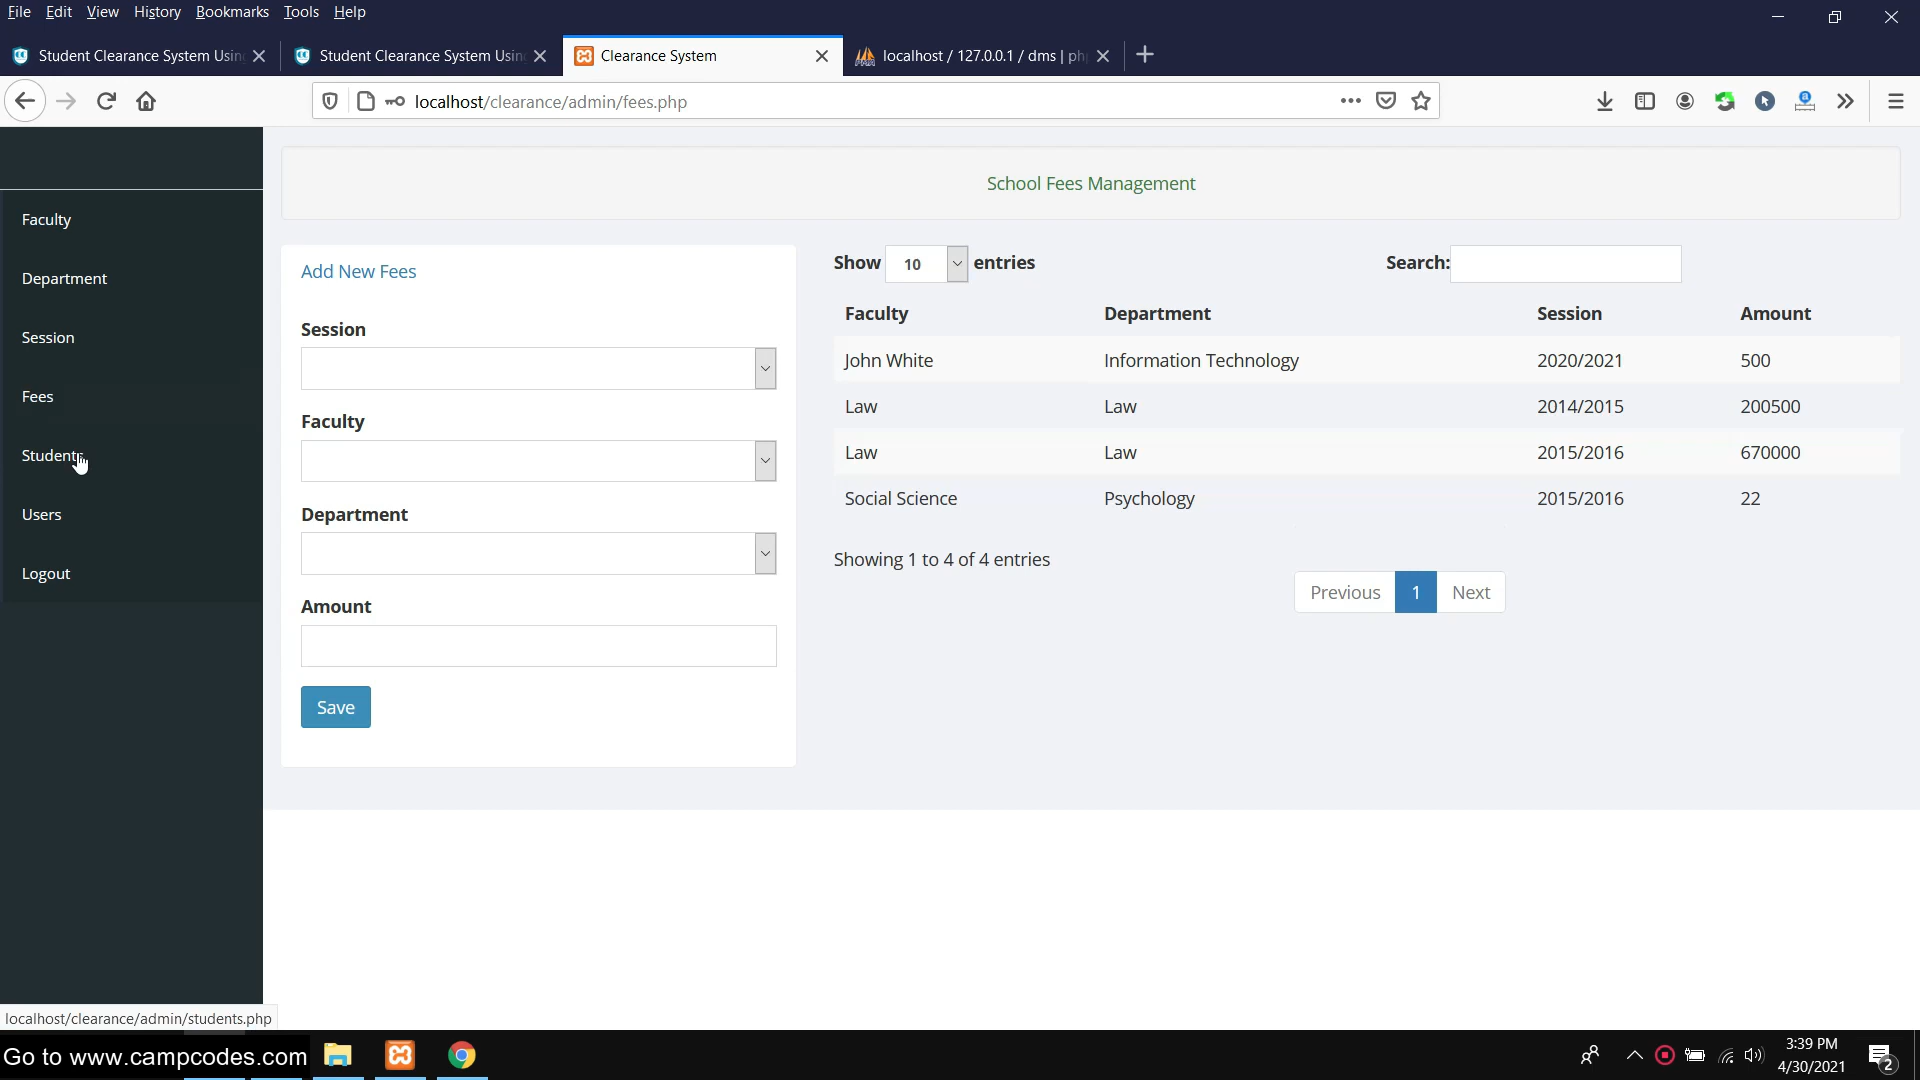 File Edit View History Bookmarks Tools Help
Student Clearance System Usin
Student Clearance System Usin
Clearance System
localhost / 127.0.0.1 / dms | ph
localhost/clearance/admin/fees.php
Faculty
Department
Session
Fees
Students
Users
Logout
School Fees Management
Add New Fees
Session
Faculty
Department
Amount
Save
Show 10 entries
Search:
Faculty Department Session Amount
John White Information Technology 2020/2021 500
Law Law 2014/2015 200500
Law Law 2015/2016 670000
Social Science Psychology 2015/2016 22
Showing 1 to 4 of 4 entries
Previous 1 Next
localhost/clearance/admin/students.php
Go to www.campcodes.com
3:39 PM
4/30/2021
2